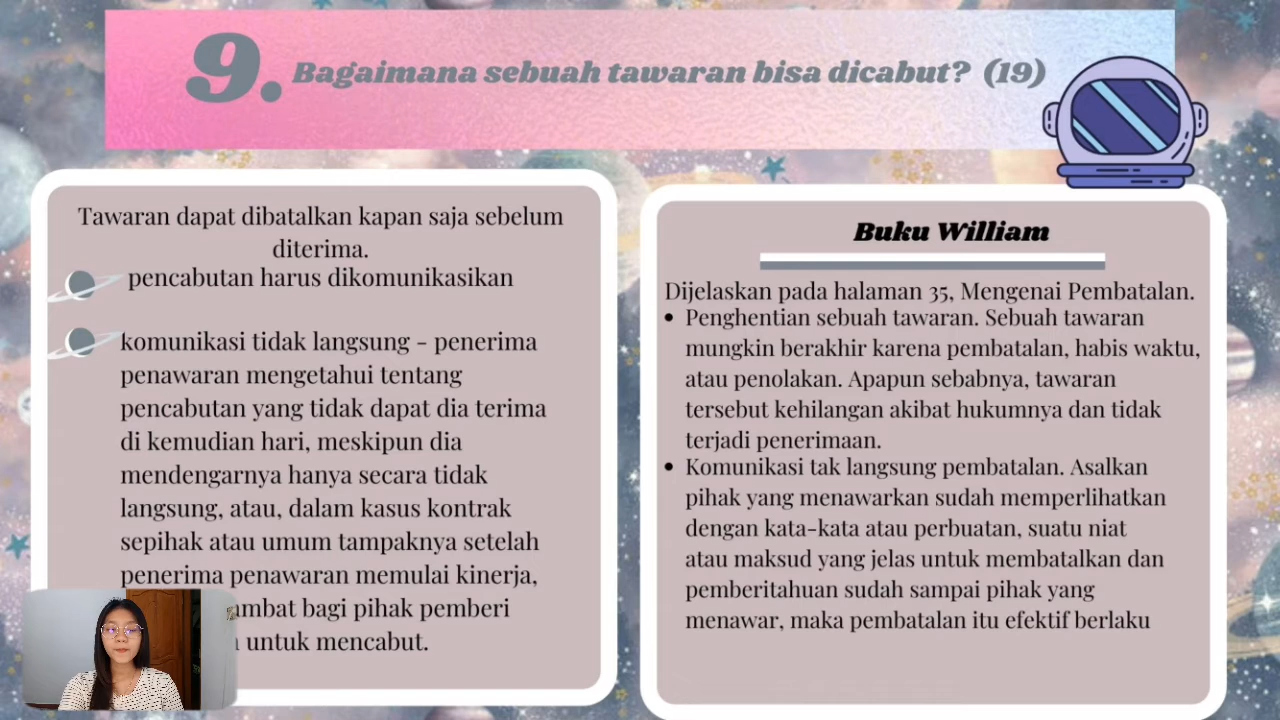 9. Bagaimana sebuah tawaran bisa dicabut? (19)
Tawaran dapat dibatalkan kapan saja sebelum
diterima.
pencabutan harus dikomunikasikan
komunikasi tidak langsung - penerima
penawaran mengetahui tentang
pencabutan yang tidak dapat dia terima
di kemudian hari, meskipun dia
mendengarnya hanya secara tidak
langsung, atau, dalam kasus kontrak
sepihak atau umum tampaknya setelah
penerima penawaran memulai kinerja,
bagi pihak pemberi
untuk mencabut.
Buku William
Dijelaskan pada halaman 35, Mengenai Pembatalan.
• Penghentian sebuah tawaran. Sebuah tawaran
mungkin berakhir karena pembatalan, habis waktu,
atau penolakan. Apapun sebabnya, tawaran
tersebut kehilangan akibat hukumnya dan tidak
terjadi penerimaan.
• Komunikasi tak langsung pembatalan. Asalkan
pihak yang menawarkan sudah memperlihatkan
dengan kata-kata atau perbuatan, suatu niat
atau maksud yang jelas untuk membatalkan dan
pemberitahuan sudah sampai pihak yang
menawar, maka pembatalan itu efektif berlaku